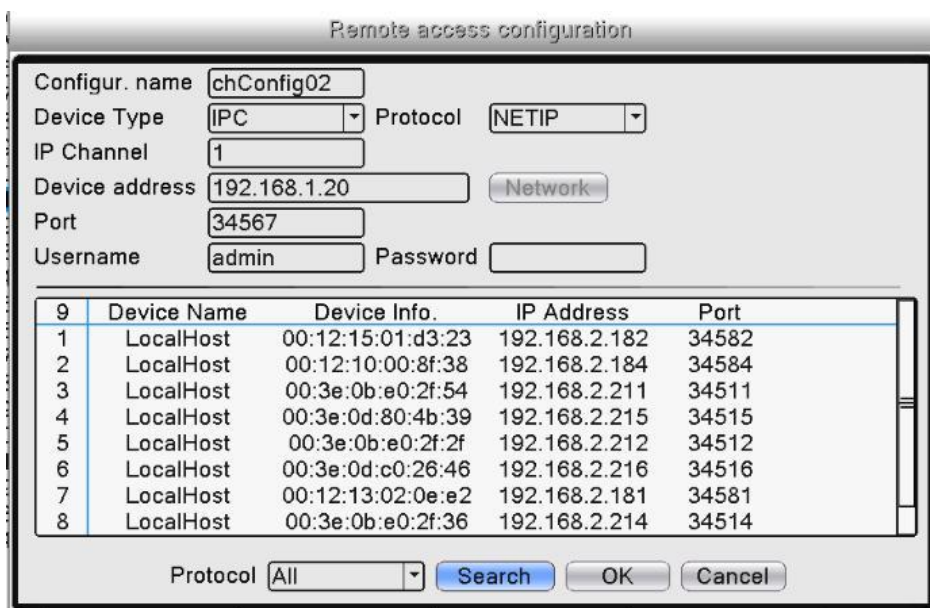 Remote access configuration
Configur. name chConfig02
Device Type IPC Protocol NETIP
IP Channel 1
Device address 192.168.1.20 Network
Port 34567
Username admin Password
9 Device Name Device Info. IP Address Port
1 LocalHost 00:12:15:01:d3:23 192.168.2.182 34582
2 LocalHost 00:12:10:00:8f:38 192.168.2.184 34584
3 LocalHost 00:3e:0b:e0:2f:54 192.168.2.211 34511
4 LocalHost 00:3e:0d:80:4b:39 192.168.2.215 34515
5 LocalHost 00:3e:0b:e0:2f:2f 192.168.2.212 34512
6 LocalHost 00:3e:0d:c0:26:46 192.168.2.216 34516
7 LocalHost 00:12:13:02:0e:e2 192.168.2.181 34581
8 LocalHost 00:3e:0b:e0:2f:36 192.168.2.214 34514
Protocol All Search OK Cancel